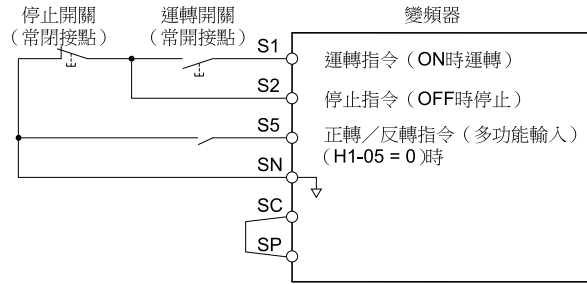 停止開關
（常閉接點）
運轉開關
（常開接點）
變頻器
S1
運轉指令（ON時運轉）
S2
停止指令（OFF時停止）
S5
正轉／反轉指令（多功能輸入）
（H1-05 = 0）時
SN
SC
SP